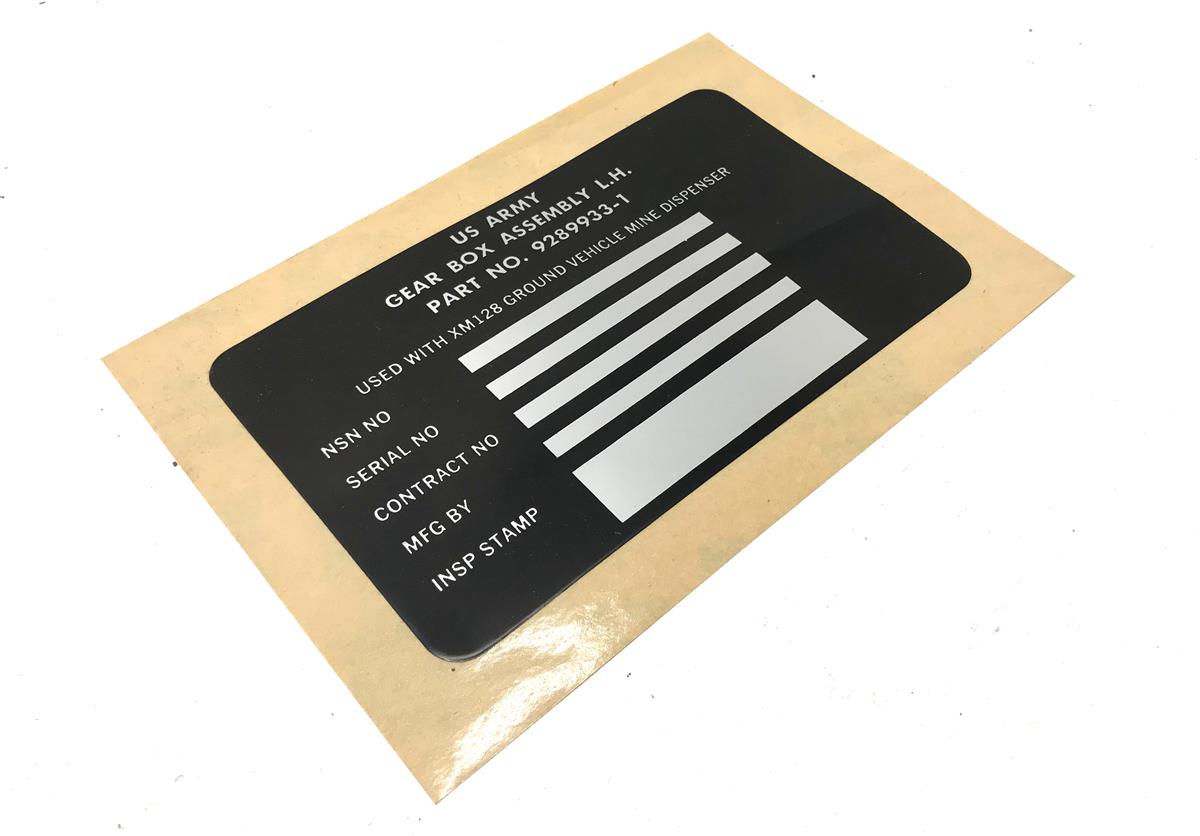 US ARMY
GEAR BOX ASSEMBLY L.H.
PART NO. 9289933-1
USED WITH XM128 GROUND VEHICLE MINE DISPENSER
NSN NO
SERIAL NO
CONTRACT NO
MFG BY
INSP STAMP